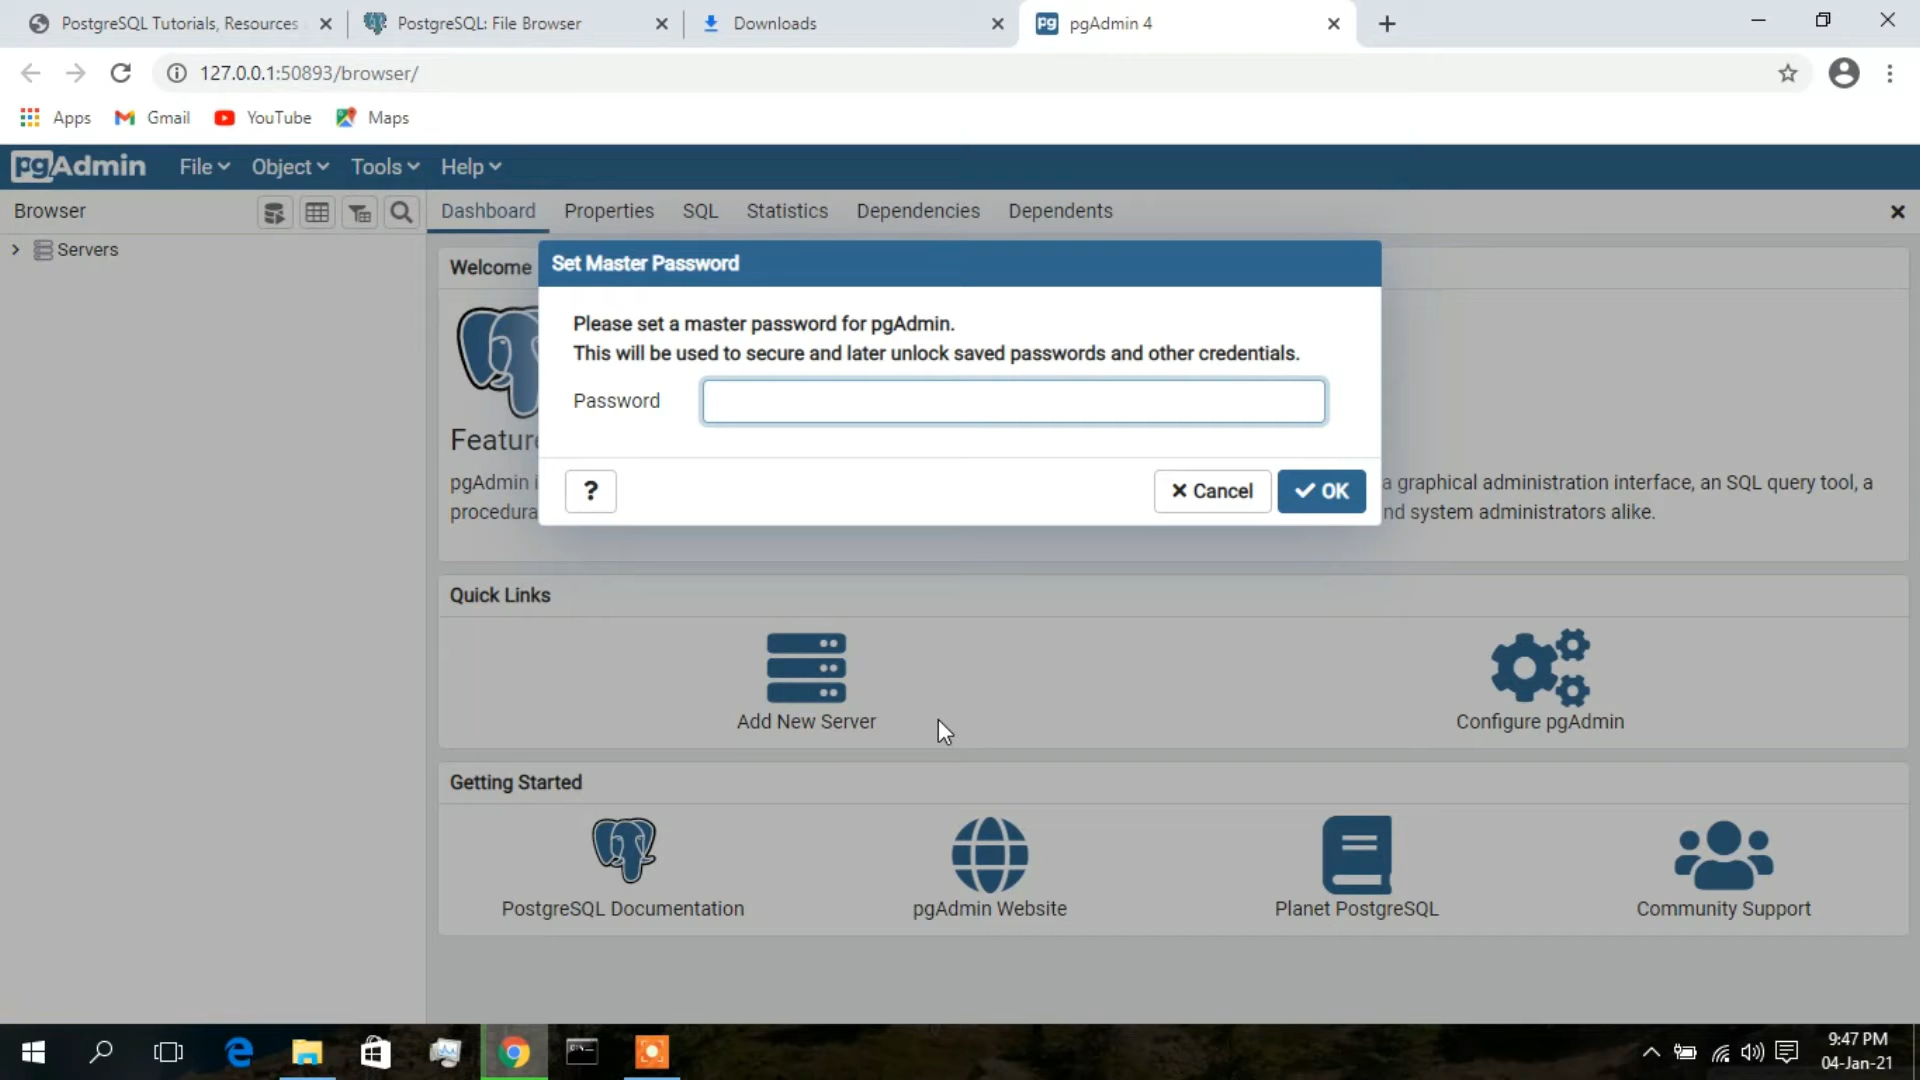 PostgreSQL Tutorials, Resources
PostgreSQL: File Browser
Downloads
pgAdmin 4
127.0.0.1:50893/browser/
Apps
Gmail
YouTube
Maps
pgAdmin
File
Object
Tools
Help
Browser
Dashboard
Properties
SQL
Statistics
Dependencies
Dependents
Servers
Welcome
Set Master Password
Please set a master password for pgAdmin.
This will be used to secure and later unlock saved passwords and other credentials.
Password
Featur
? Cancel OK
pgAdmin
a graphical administration interface, an SQL query tool, a
procedura
nd system administrators alike.
Quick Links
Add New Server
Configure pgAdmin
Getting Started
PostgreSQL Documentation
pgAdmin Website
Planet PostgreSQL
Community Support
9:47 PM
04-Jan-21